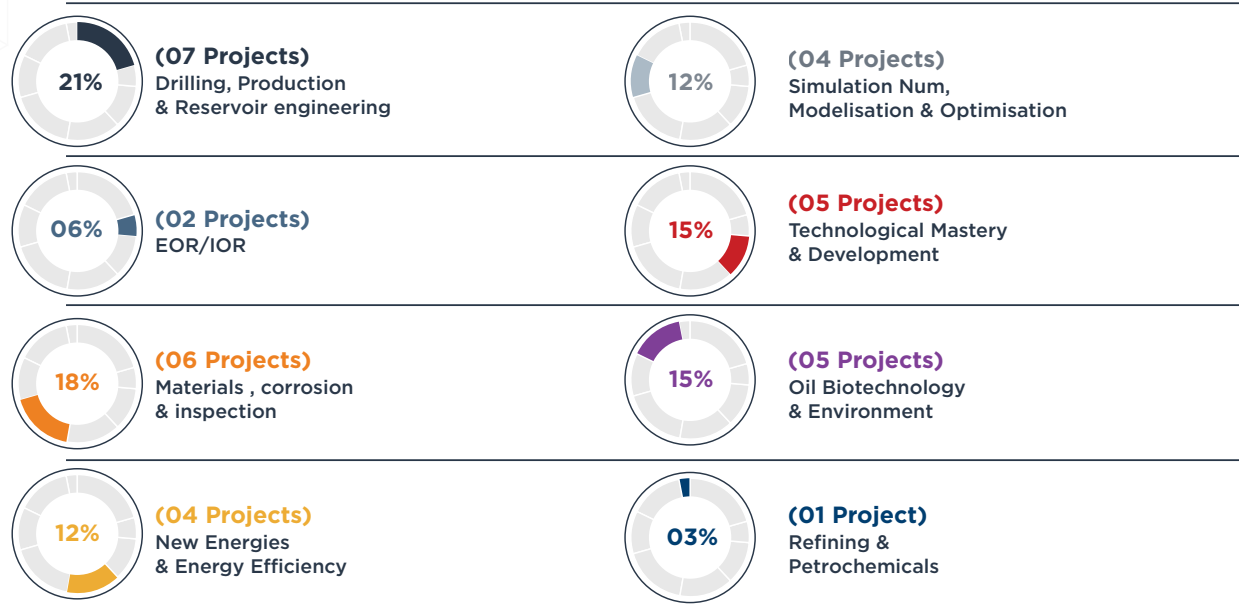 21%
(07 Projects)
Drilling, Production
& Reservoir engineering
12%
(04 Projects)
Simulation Num,
Modelisation & Optimisation
06%
(02 Projects)
EOR/IOR
15%
(05 Projects)
Technological Mastery
& Development
18%
(06 Projects)
Materials , corrosion
& inspection
15%
(05 Projects)
Oil Biotechnology
& Environment
12%
(04 Projects)
New Energies
& Energy Efficiency
03%
(01 Project)
Refining &
Petrochemicals